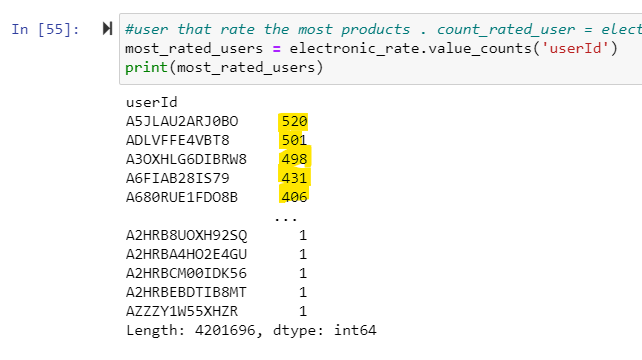 In [55]:
#user that rate the most products . count_rated_user = elect
most_rated_users = electronic_rate.value_counts('userId')
print(most_rated_users)
userId
A5JLAU2ARJ0BO 520
ADLVFFE4VBT8 501
A3OXHLG6DIBRW8 498
A6FIAB28IS79 431
A680RUE1FDO8B 406
...
A2HRB8UOXH92SQ 1
A2HRBA4HO2E4GU 1
A2HRBCM00IDK56 1
A2HRBEBDTIB8MT 1
AZZZY1W55XHZR 1
Length: 4201696, dtype: int64